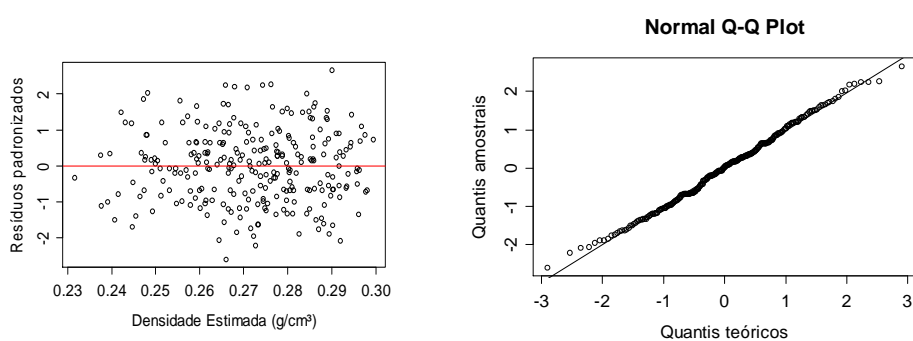 Resíduos padronizados
2
1
0
-1
-2
0.23 0.24 0.25 0.26 0.27 0.28 0.29 0.30
Densidade Estimada (g/cm³)
Normal Q-Q Plot
Quantis amostrais
2
1
0
-1
-2
-3 -2 -1 0 1 2 3
Quantis teóricos